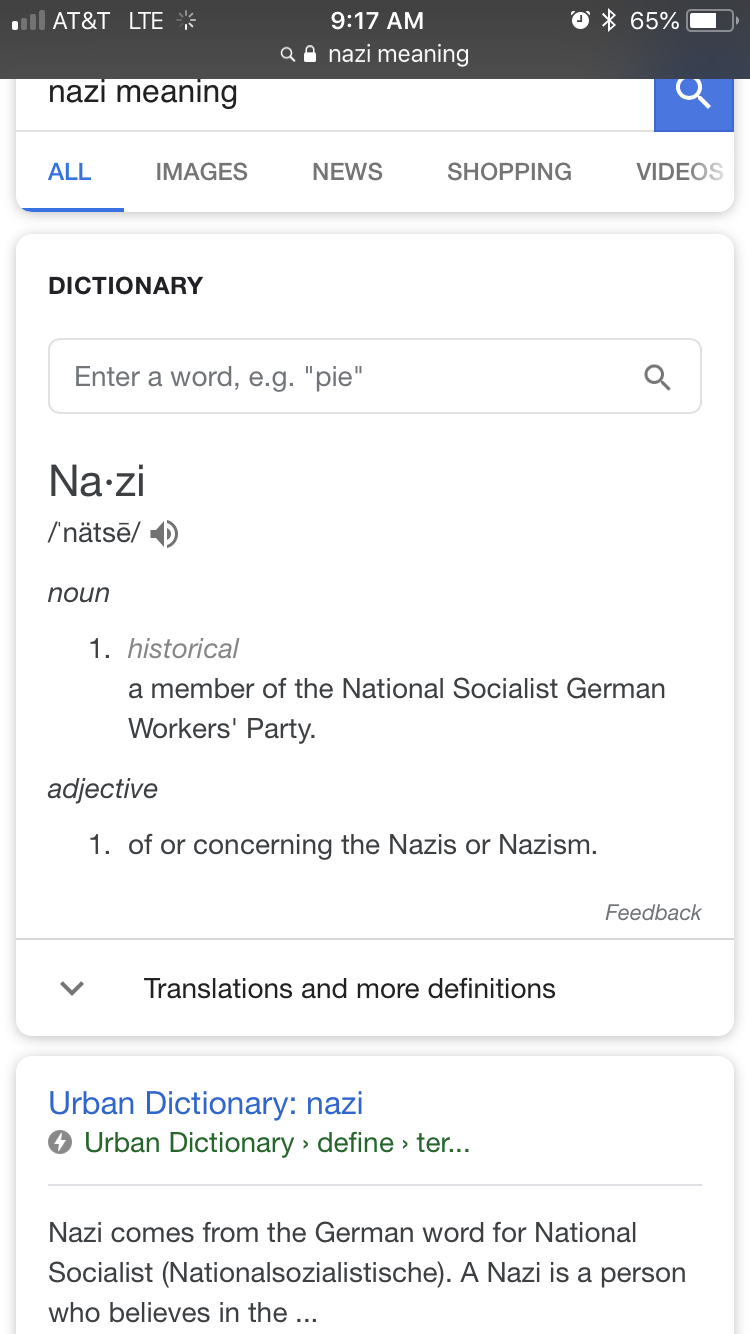 AT&T LTE 9:17 AM 65%
nazi meaning
nazi meaning
ALL IMAGES NEWS SHOPPING VIDEOS
DICTIONARY
Enter a word, e.g. "pie"
Na·zi
/ˈnätsē/
noun
1. historical
a member of the National Socialist German
Workers' Party.
adjective
1. of or concerning the Nazis or Nazism.
Feedback
Translations and more definitions
Urban Dictionary: nazi
Urban Dictionary › define › ter...
Nazi comes from the German word for National
Socialist (Nationalsozialistische). A Nazi is a person
who believes in the ...